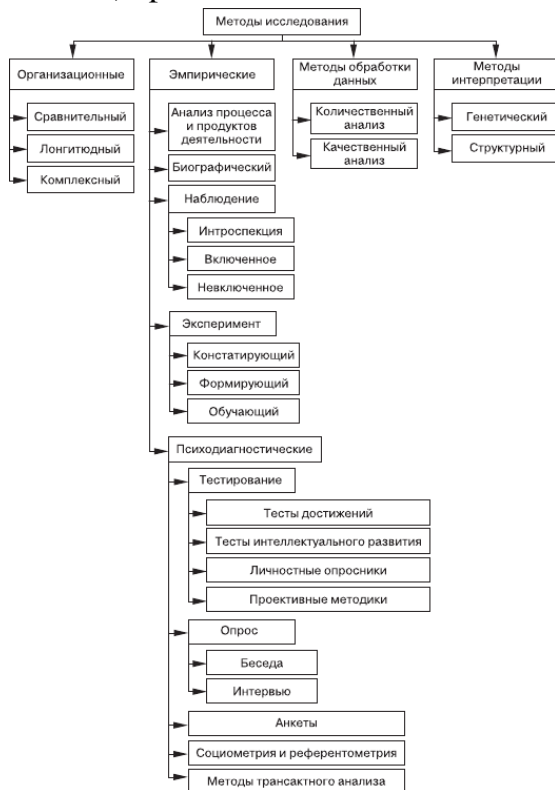 Методы исследования
Организационные
Сравнительный
Лонгитюдный
Комплексный
Эмпирические
Анализ процесса
и продуктов
деятельности
Биографический
Наблюдение
Интроспекция
Включенное
Невключенное
Эксперимент
Констатирующий
Формирующий
Обучающий
Психодиагностические
Тестирование
Тесты достижений
Тесты интеллектуального развития
Личностные опросники
Проективные методики
Опрос
Беседа
Интервью
Анкеты
Социометрия и референтометрия
Методы трансактного анализа
Методы обработки
данных
Количественный
анализ
Качественный
анализ
Методы
интерпретации
Генетический
Структурный